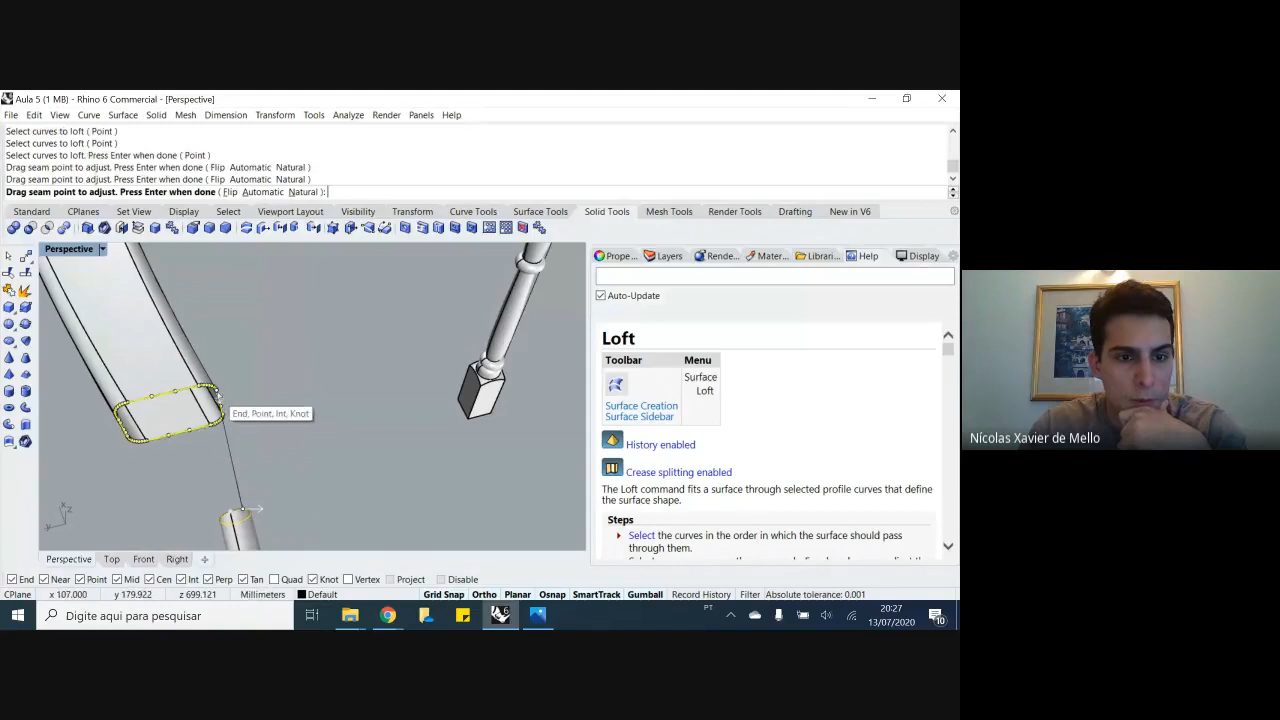 Aula 5 (1 MB) - Rhino 6 Commercial - [Perspective]
File Edit View Curve Surface Solid Mesh Dimension Transform Tools Analyze Render Panels Help
Select curves to loft ( Point )
Select curves to loft ( Point )
Select curves to loft. Press Enter when done ( Point )
Drag seam point to adjust. Press Enter when done ( Flip Automatic Natural )
Drag seam point to adjust. Press Enter when done ( Flip Automatic Natural )
Drag seam point to adjust. Press Enter when done ( Flip Automatic Natural ):
Standard CPlanes Set View Display Select Viewport Layout Visibility Transform Curve Tools Surface Tools Solid Tools Mesh Tools Render Tools Drafting New in V6
Perspective
Prope... Layers Rende... Mater... Librari... Help Display
Auto-Update
Loft
Toolbar Menu
Surface
Loft
Surface Creation
Surface Sidebar
End, Point, Int, Knot
History enabled
Crease splitting enabled
The Loft command fits a surface through selected profile curves that define
the surface shape.
Steps
Select the curves in the order in which the surface should pass
through them.
z
x
y
Perspective Top Front Right
End Near Point Mid Cen Int Perp Tan Quad Knot Vertex Project Disable
CPlane x 107.000 y 179.922 z 699.121 Millimeters Default Grid Snap Ortho Planar Osnap SmartTrack Gumball Record History Filter Absolute tolerance: 0.001
Digite aqui para pesquisar
PT
20:27
13/07/2020
10
Nícolas Xavier de Mello